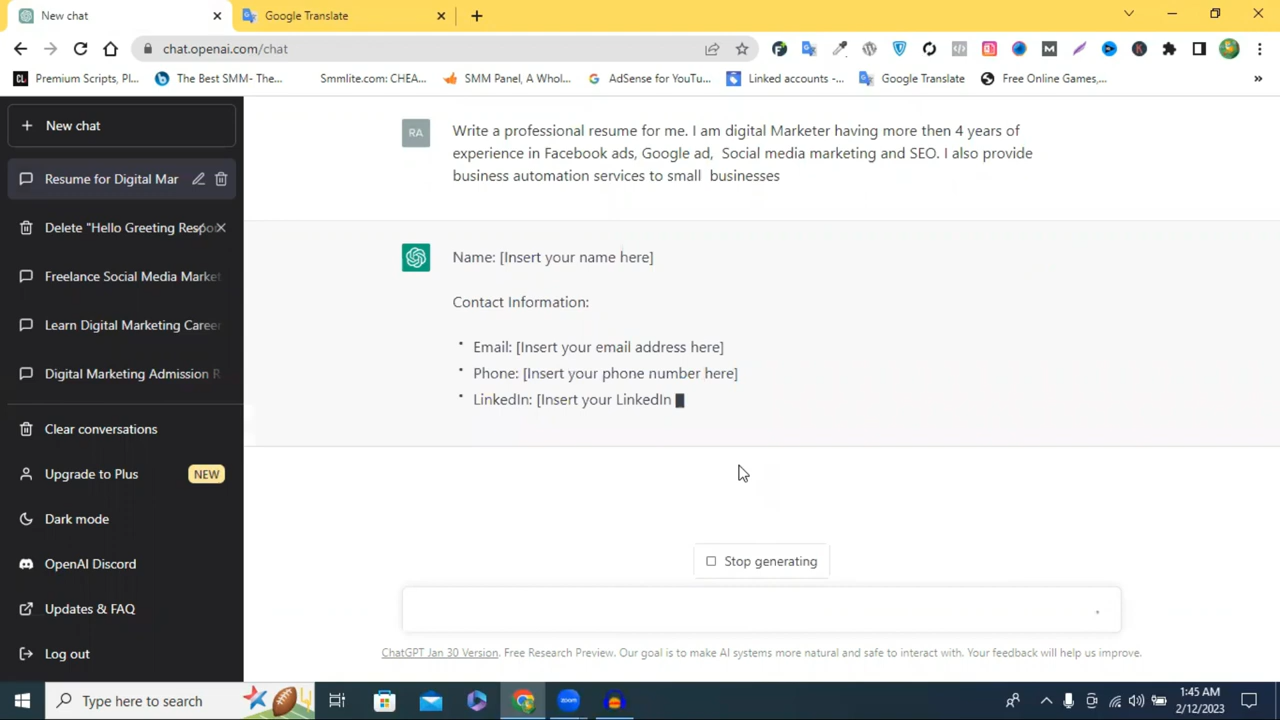 New chat
Google Translate
chat.openai.com/chat
Premium Scripts, Pl...
The Best SMM- The...
Smmlite.com: CHEA...
SMM Panel, A Whol...
AdSense for YouTu...
Linked accounts -...
Google Translate
Free Online Games,...
»
New chat
Resume for Digital Mar
Delete "Hello Greeting Respo
Freelance Social Media Market
Learn Digital Marketing Career
Digital Marketing Admission R
Clear conversations
Upgrade to Plus
NEW
Dark mode
OpenAI Discord
Updates & FAQ
Log out
RA
Write a professional resume for me. I am digital Marketer having more then 4 years of
experience in Facebook ads, Google ad, Social media marketing and SEO. I also provide
business automation services to small businesses
Name: [Insert your name here]
Contact Information:
• Email: [Insert your email address here]
• Phone: [Insert your phone number here]
• LinkedIn: [Insert your LinkedIn
Stop generating
ChatGPT Jan 30 Version. Free Research Preview. Our goal is to make AI systems more natural and safe to interact with. Your feedback will help us improve.
Type here to search
zoom
1:45 AM
2/12/2023